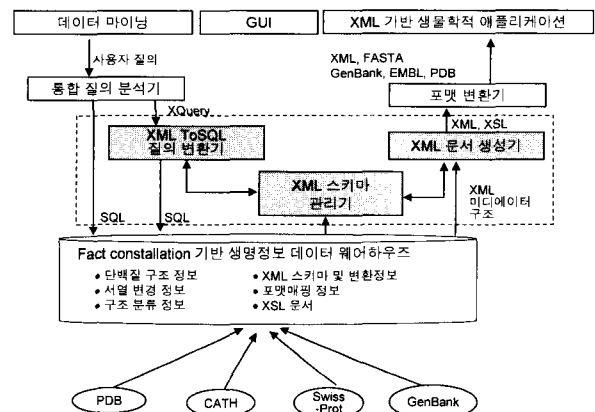 데이터 마이닝
GUI
XML 기반 생물학적 애플리케이션
사용자 질의
XML, FASTA
GenBank, EMBL, PDB
통합 질의 분석기
포맷 변환기
XQuery
XML, XSL
XML ToSQL
질의 변환기
XML 문서 생성기
XML 스키마
관리기
XML
미디에이터
구조
SQL
SQL
Fact constallation 기반 생명정보 데이터 웨어하우즈
• 단백질 구조 정보
• 서열 변경 정보
• 구조 분류 정보
• XML 스키마 및 변환정보
• 포맷매핑 정보
• XSL 문서
PDB
CATH
Swiss
-Prot
GenBank